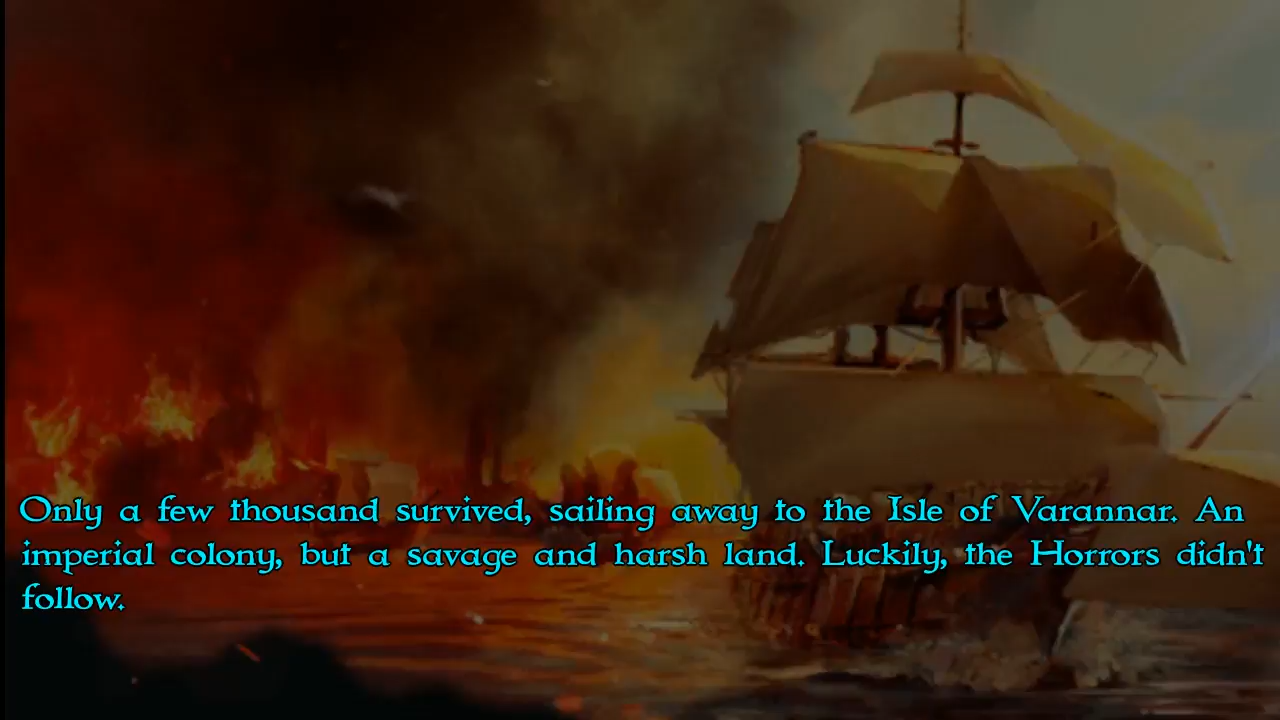 Only a few thousand survived, sailing away to the Isle of Varannar. An
imperial colony, but a savage and harsh land. Luckily, the Horrors didn't
follow.